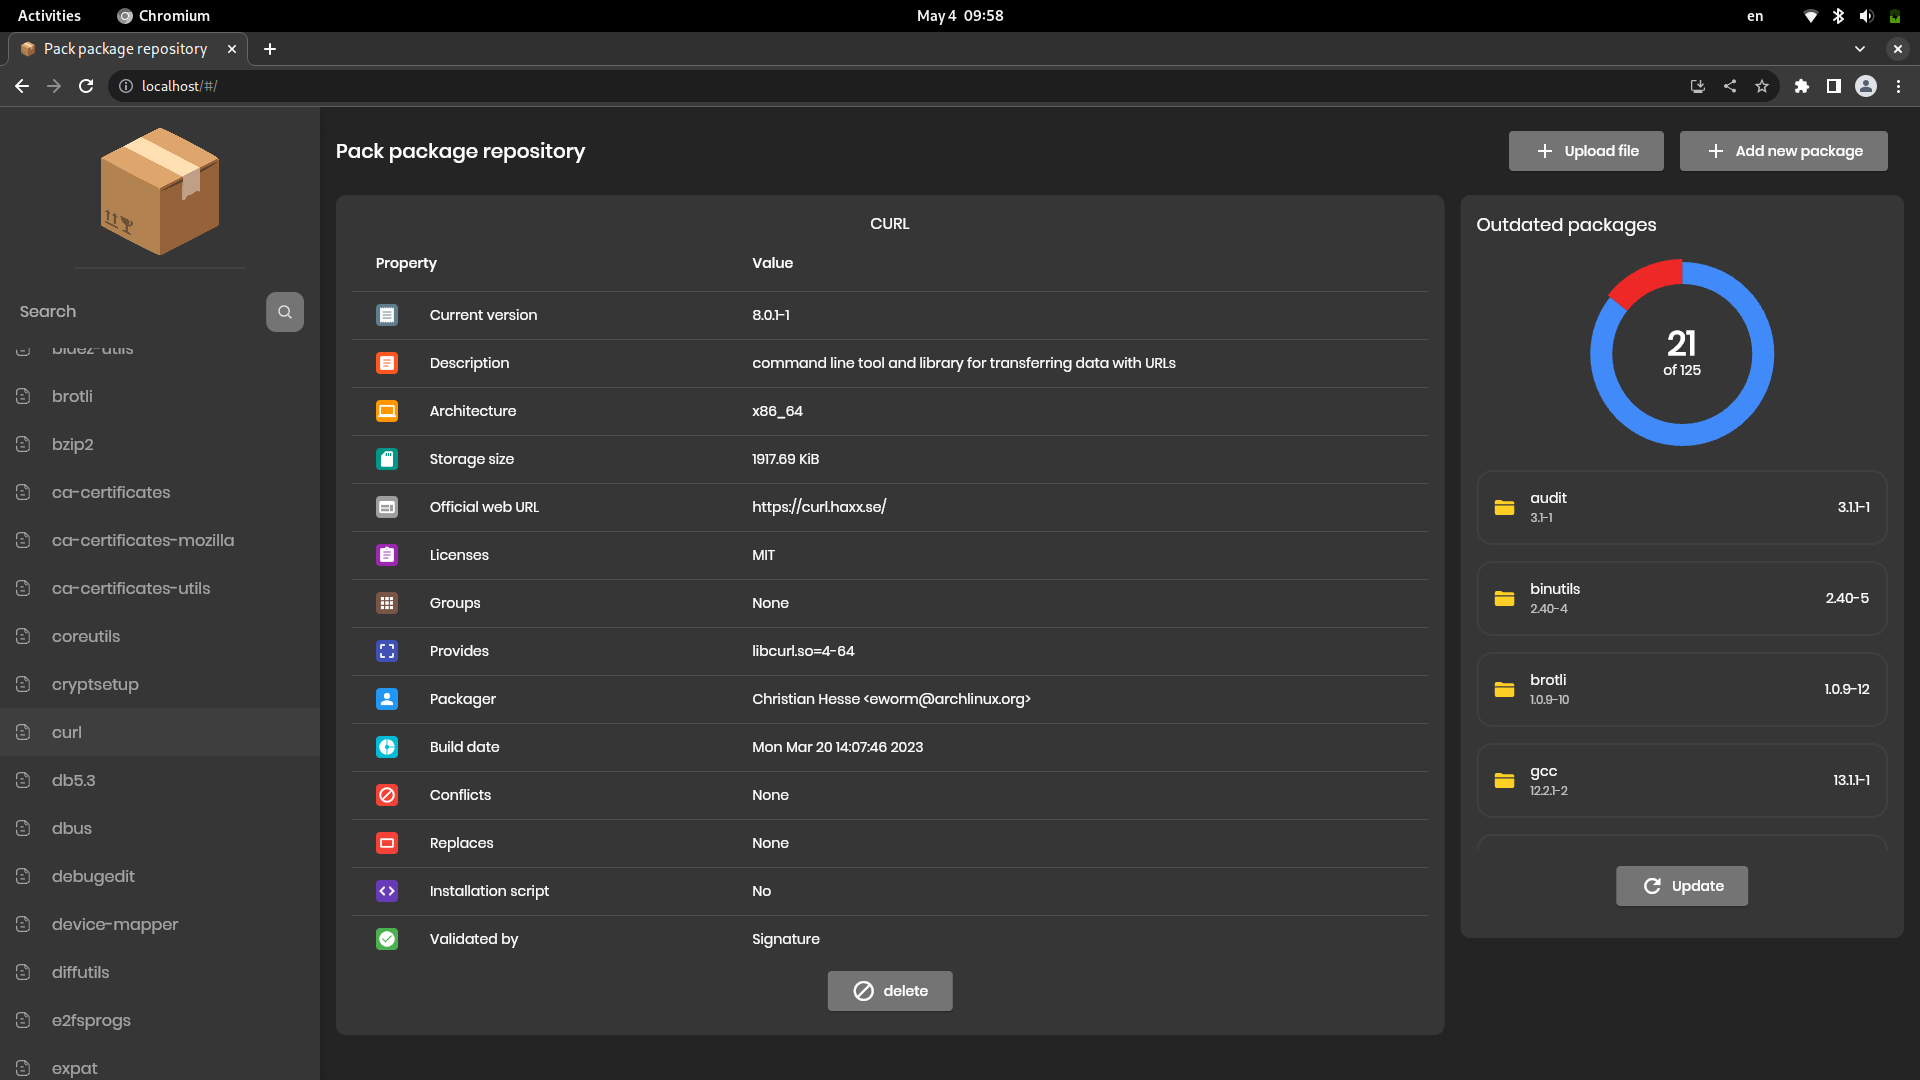 Activities Chromium May 4 09:58 en
Pack package repository
localhost/#/
Pack package repository
Upload file
Add new package
Search
bluez-utils
brotli
bzip2
ca-certificates
ca-certificates-mozilla
ca-certificates-utils
coreutils
cryptsetup
curl
db5.3
dbus
debugedit
device-mapper
diffutils
e2fsprogs
expat
CURL
Property Value
Current version 8.0.1-1
Description command line tool and library for transferring data with URLs
Architecture x86_64
Storage size 1917.69 KiB
Official web URL https://curl.haxx.se/
Licenses MIT
Groups None
Provides libcurl.so=4-64
Packager Christian Hesse <eworm@archlinux.org>
Build date Mon Mar 20 14:07:46 2023
Conflicts None
Replaces None
Installation script No
Validated by Signature
delete
Outdated packages
21
of 125
audit
3.1-1
3.1.1-1
binutils
2.40-4
2.40-5
brotli
1.0.9-10
1.0.9-12
gcc
12.2.1-2
13.1.1-1
Update